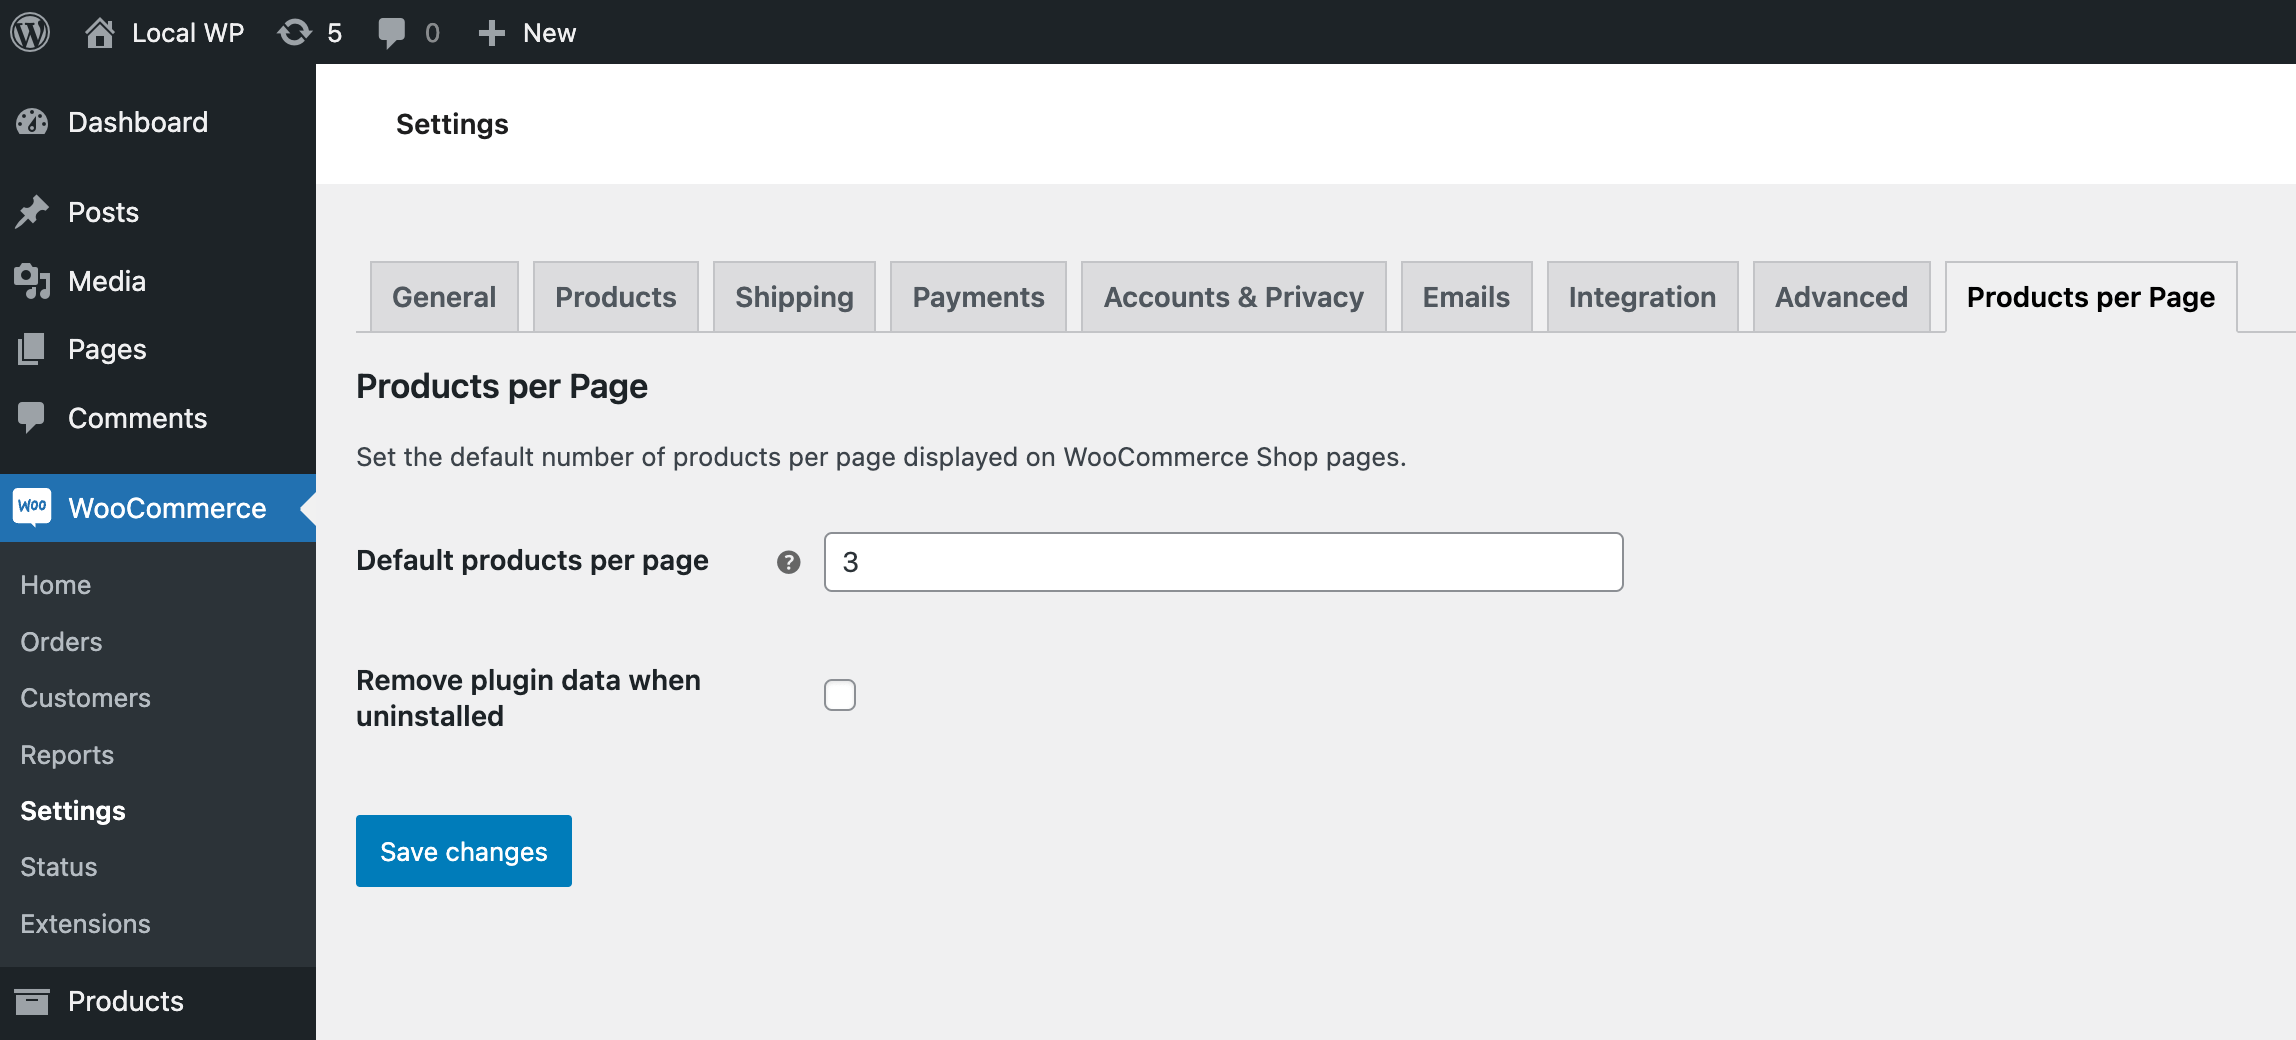 Local WP 5 0 New
Dashboard
Posts
Media
Pages
Comments
Woo WooCommerce
Home
Orders
Customers
Reports
Settings
Status
Extensions
Products
Settings
General Products Shipping Payments Accounts & Privacy Emails Integration Advanced Products per Page
Products per Page
Set the default number of products per page displayed on WooCommerce Shop pages.
Default products per page ? 3
Remove plugin data when
uninstalled
Save changes